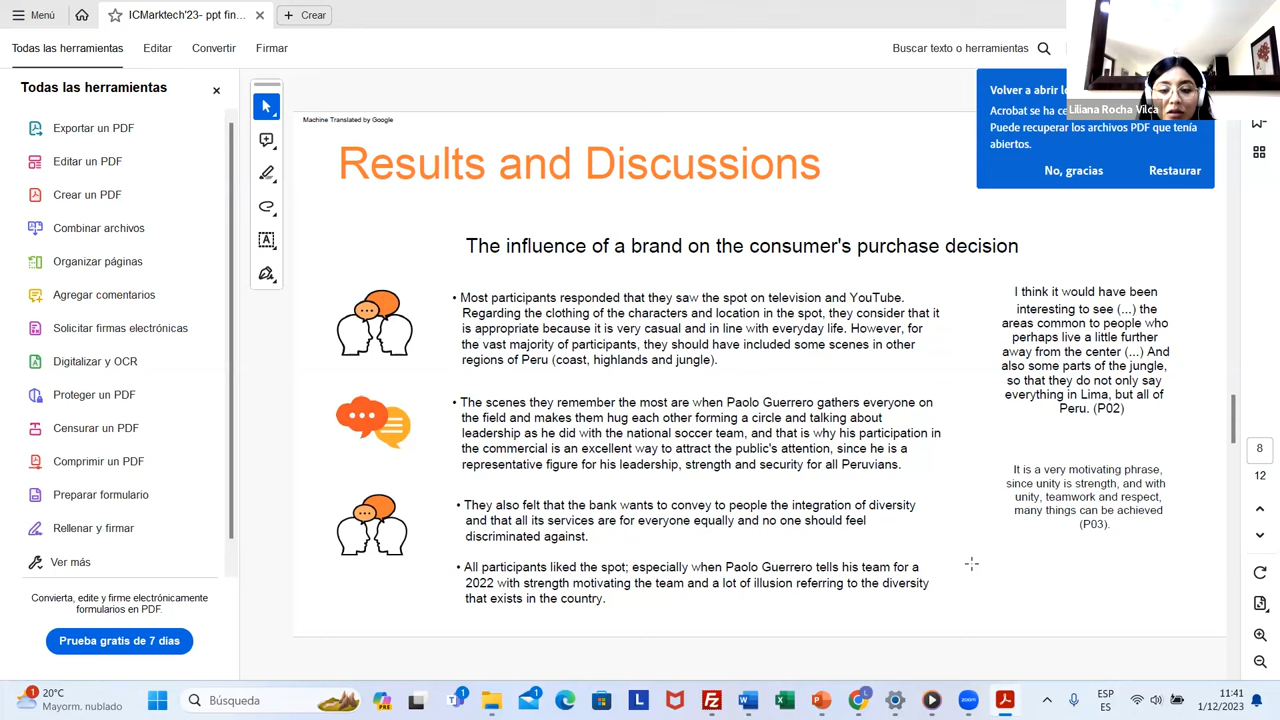 Menú
ICMarktech'23- ppt fin...
Crear
Todas las herramientas
Editar
Convertir
Firmar
Buscar texto o herramientas
Todas las herramientas
Exportar un PDF
Editar un PDF
Crear un PDF
Combinar archivos
Organizar páginas
Agregar comentarios
Solicitar firmas electrónicas
Digitalizar y OCR
Proteger un PDF
Censurar un PDF
Comprimir un PDF
Preparar formulario
Rellenar y firmar
Ver más
Convierta, edite y firme electrónicamente
formularios en PDF.
Prueba gratis de 7 días
Volver a abrir
Acrobat se ha
Puede recuperar los archivos PDF que tenía
abiertos.
No, gracias
Restaurar
Liliana Rocha Vilca
Machine Translated by Google
Results and Discussions
The influence of a brand on the consumer's purchase decision
• Most participants responded that they saw the spot on television and YouTube.
Regarding the clothing of the characters and location in the spot, they consider that it
is appropriate because it is very casual and in line with everyday life. However, for
the vast majority of participants, they should have included some scenes in other
regions of Peru (coast, highlands and jungle).
• The scenes they remember the most are when Paolo Guerrero gathers everyone on
the field and makes them hug each other forming a circle and talking about
leadership as he did with the national soccer team, and that is why his participation in
the commercial is an excellent way to attract the public's attention, since he is a
representative figure for his leadership, strength and security for all Peruvians.
• They also felt that the bank wants to convey to people the integration of diversity
and that all its services are for everyone equally and no one should feel
discriminated against.
• All participants liked the spot; especially when Paolo Guerrero tells his team for a
2022 with strength motivating the team and a lot of illusion referring to the diversity
that exists in the country.
I think it would have been
interesting to see (...) the
areas common to people who
perhaps live a little further
away from the center (...) And
also some parts of the jungle,
so that they do not only say
everything in Lima, but all of
Peru. (P02)
It is a very motivating phrase,
since unity is strength, and with
unity, teamwork and respect,
many things can be achieved
(P03).
8
12
1
20°C
Mayorm. nublado
Búsqueda
1
1
ESP
ES
11:41
1/12/2023